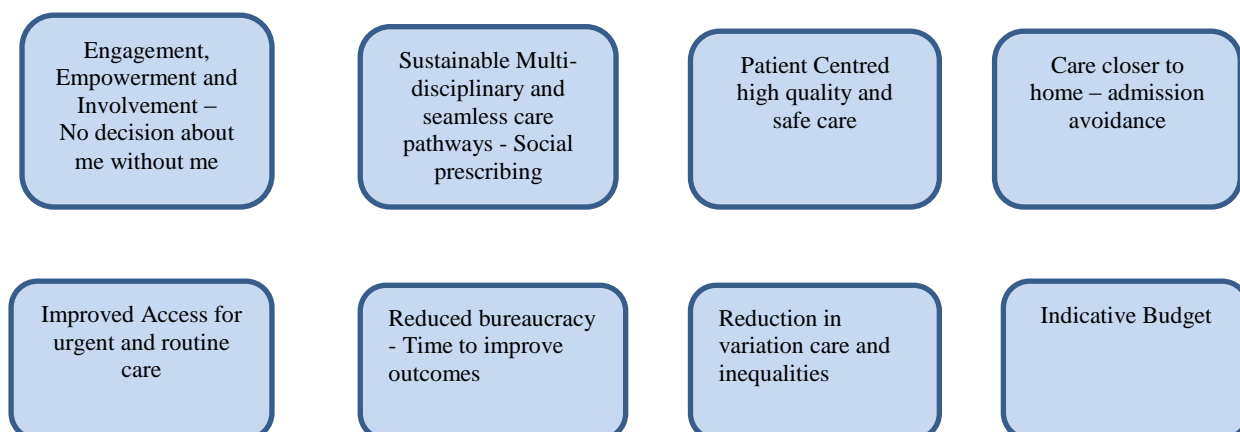 Engagement,
Empowerment and
Involvement –
No decision about
me without me
Sustainable Multi-
disciplinary and
seamless care
pathways - Social
prescribing
Patient Centred
high quality and
safe care
Care closer to
home – admission
avoidance
Improved Access for
urgent and routine
care
Reduced bureaucracy
- Time to improve
outcomes
Reduction in
variation care and
inequalities
Indicative Budget